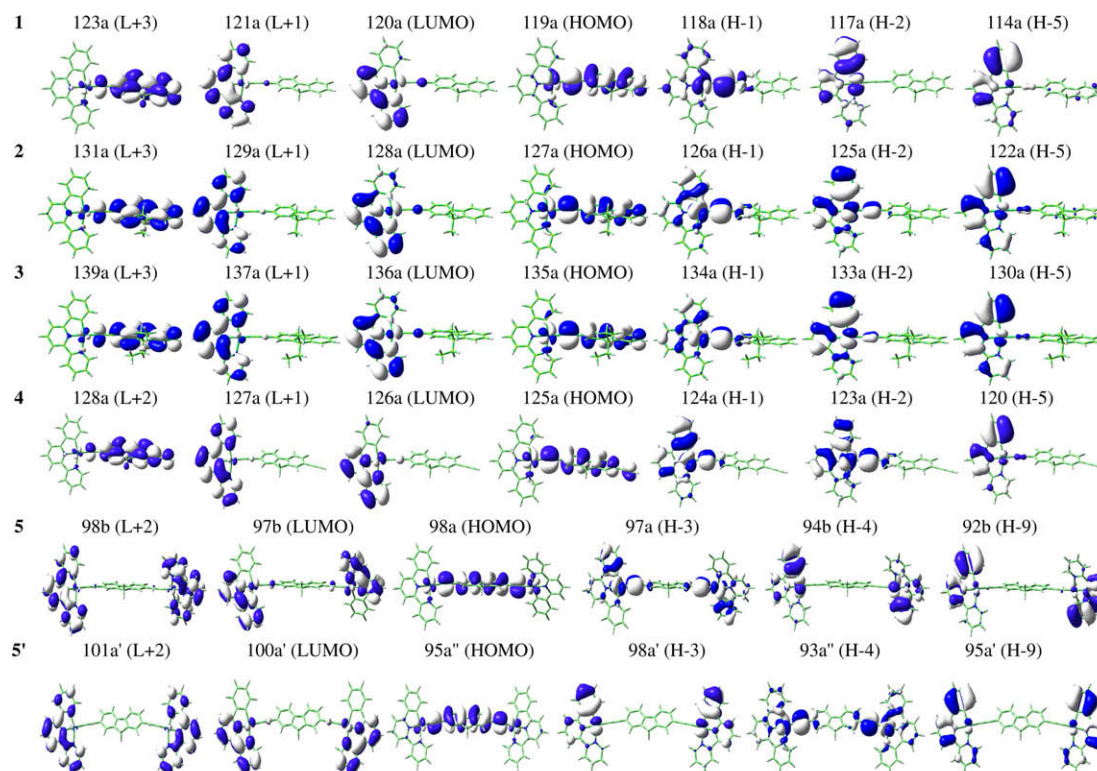 1 123a (L+3) 121a (L+1) 120a (LUMO) 119a (HOMO) 118a (H-1) 117a (H-2) 114a (H-5)
2 131a (L+3) 129a (L+1) 128a (LUMO) 127a (HOMO) 126a (H-1) 125a (H-2) 122a (H-5)
3 139a (L+3) 137a (L+1) 136a (LUMO) 135a (HOMO) 134a (H-1) 133a (H-2) 130a (H-5)
4 128a (L+2) 127a (L+1) 126a (LUMO) 125a (HOMO) 124a (H-1) 123a (H-2) 120 (H-5)
5 98b (L+2) 97b (LUMO) 98a (HOMO) 97a (H-3) 94b (H-4) 92b (H-9)
5' 101a' (L+2) 100a' (LUMO) 95a" (HOMO) 98a' (H-3) 93a" (H-4) 95a' (H-9)